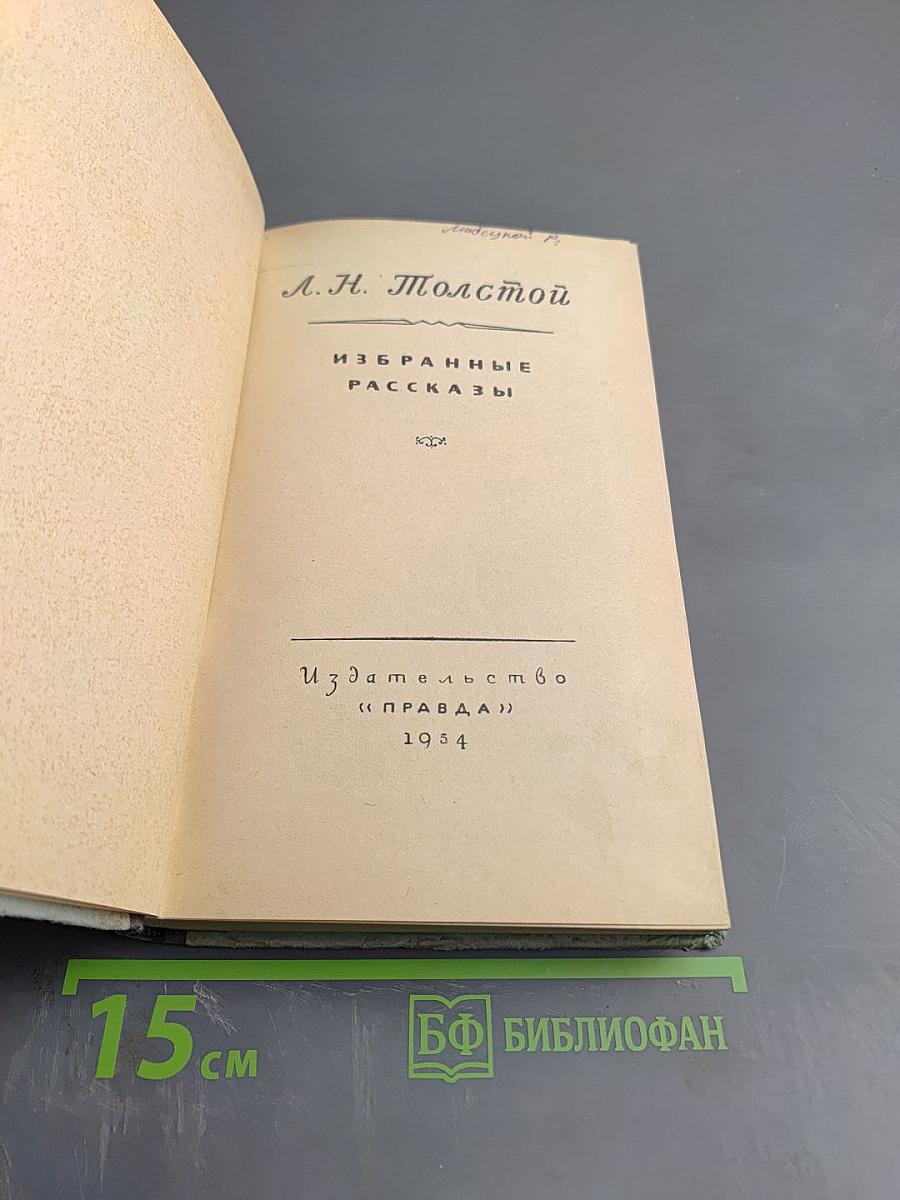 Л. Н. Толстой
ИЗБРАННЫЕ
РАССКАЗЫ
Издательство
«ПРАВДА»
1954
15 см
БФ БИБЛИОФАН